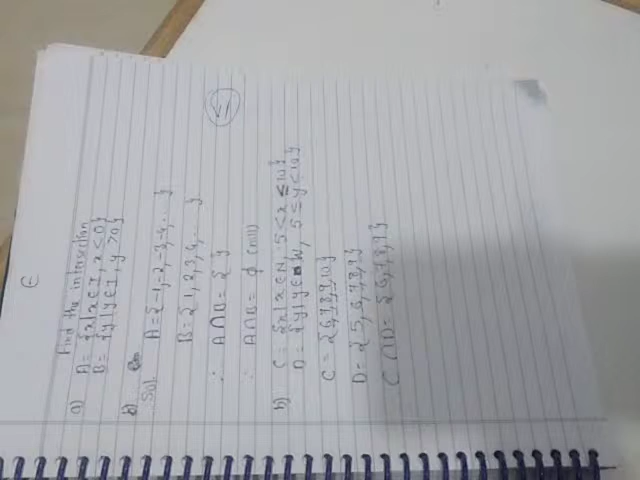 Find the intersection
a) A = {x | x ∈ I, x < 0}
B = {y | y ∈ I, y > 0}
Sol. A = {-1, -2, -3, -4, ... }
B = {1, 2, 3, 4, ... }
∴ A ∩ B = { }
∴ A ∩ B = ϕ (null)
b) C = {x | x ∈ N, 5 < x ≤ 10}
D = {y | y ∈ W, 5 ≤ y < 10}
C = {6, 7, 8, 9, 10}
D = {5, 6, 7, 8, 9}
C ∩ D = {6, 7, 8, 9}